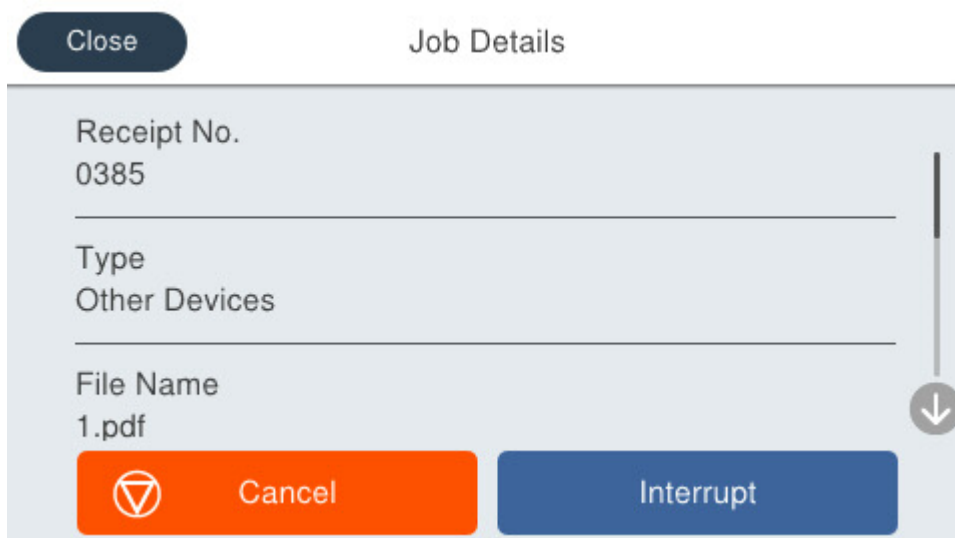 Close
Job Details
Receipt No.
0385
Type
Other Devices
File Name
1.pdf
Cancel
Interrupt